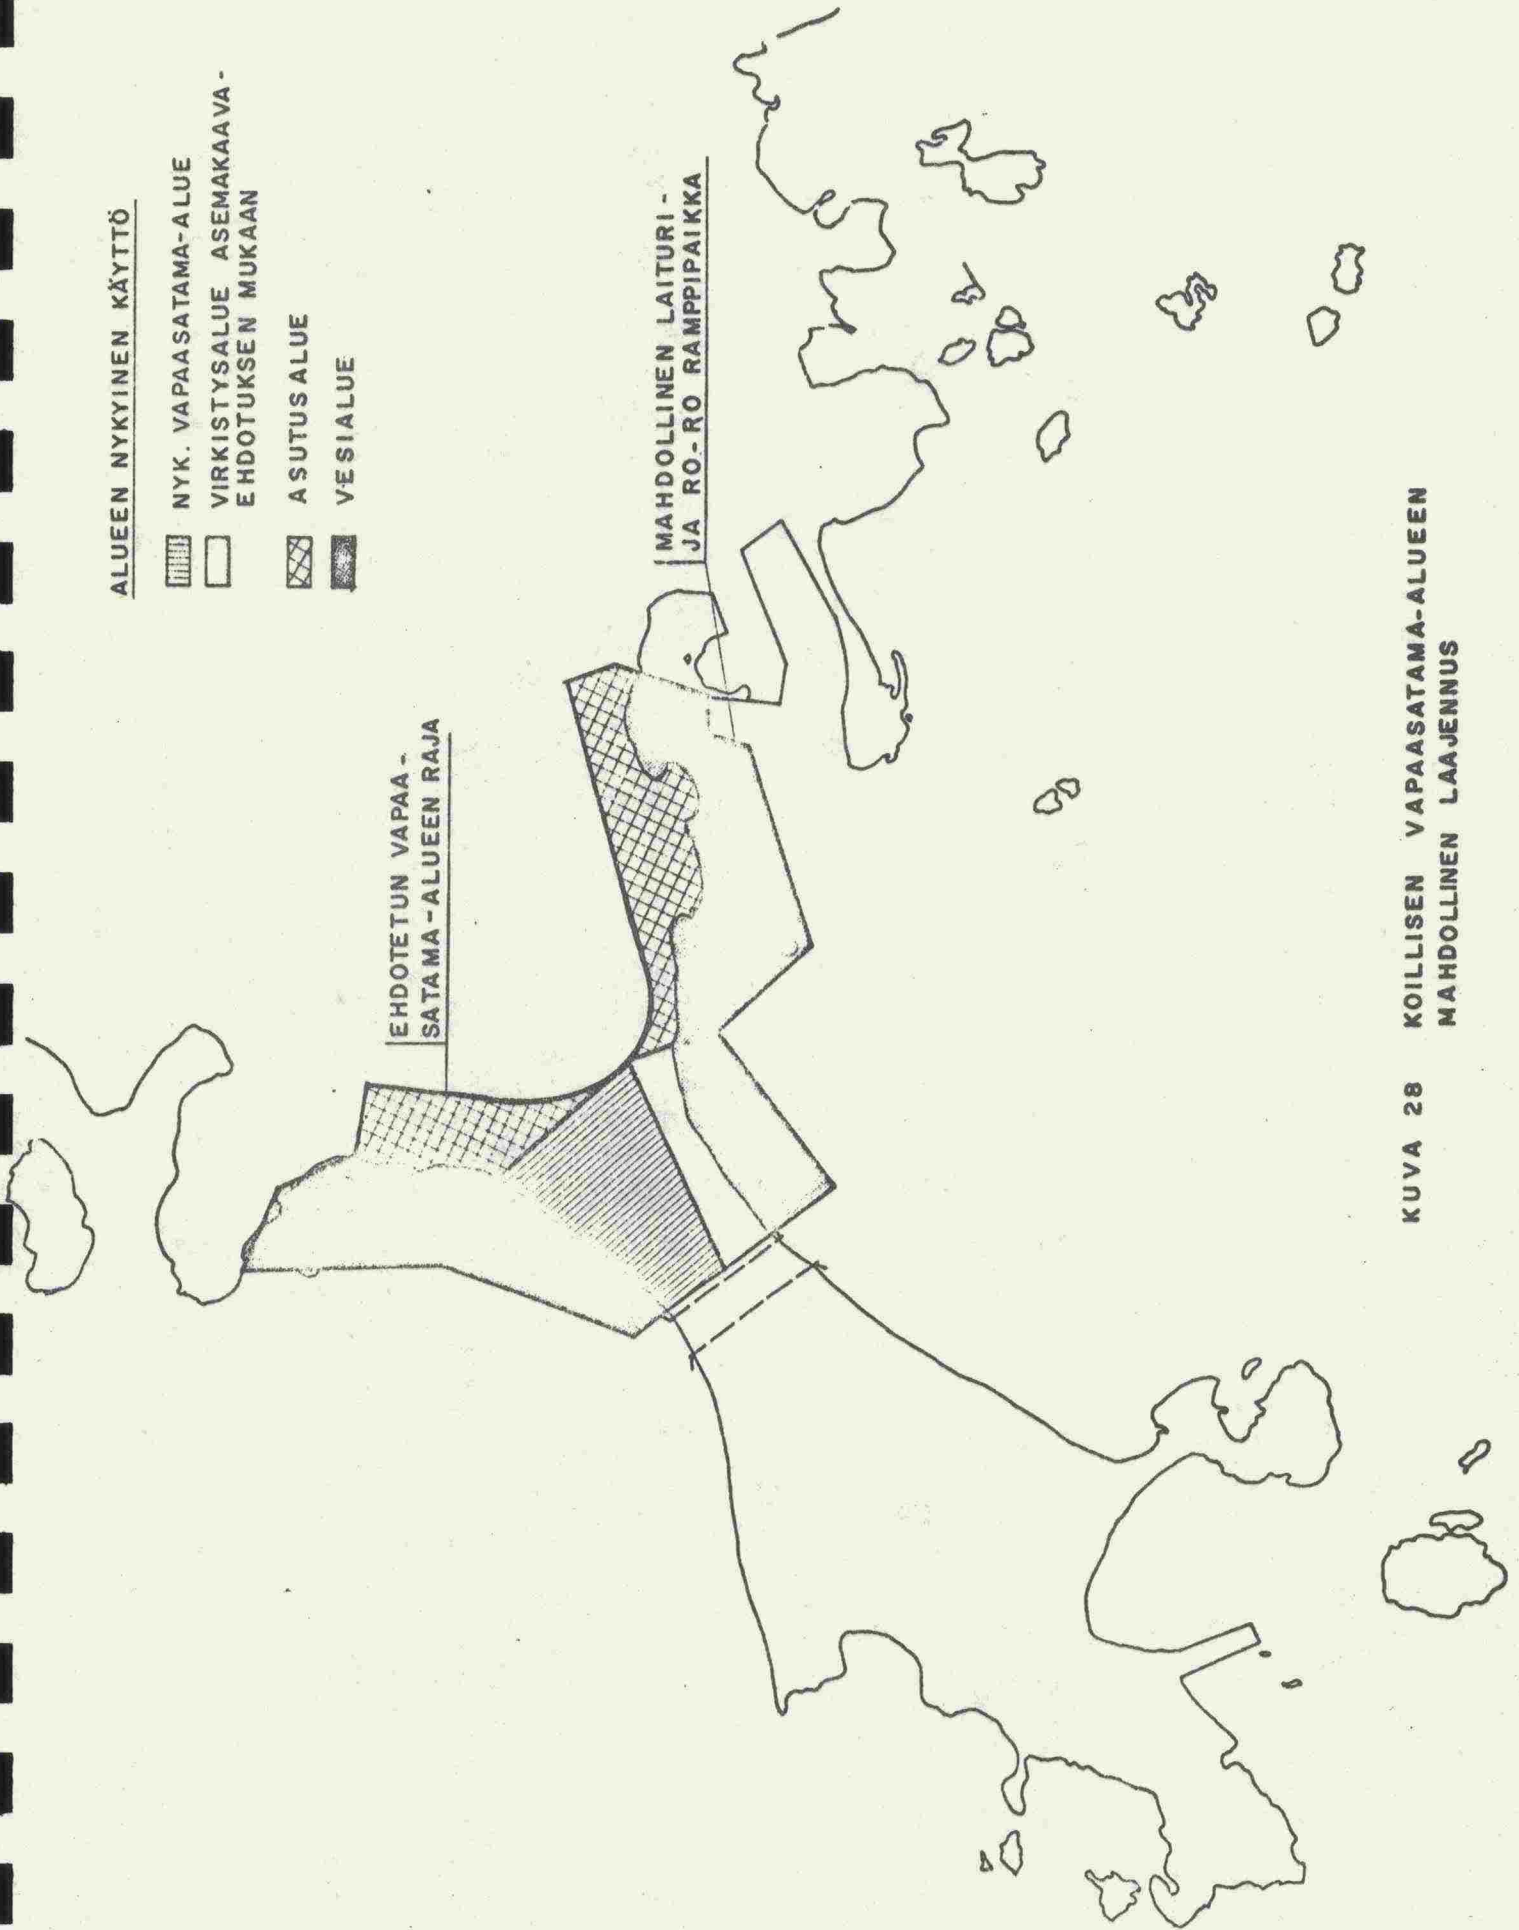 ALUEEN NYKYINEN KÄYTTÖ
NYK. VAPAASATAMA-ALUE
VIRKISTYSALUE ASEMAKAAVA-
EHDOTUKSEN MUKAAN
ASUTUSALUE
VESIALUE
EHDOTETUN VAPAA-
SATAMA-ALUEEN RAJA
MAHDOLLINEN LAITURI-
JA RO-RO RAMPPIPAIKKA
KUVA 28 KOILLISEN VAPAASATAMA-ALUEEN
MAHDOLLINEN LAAJENNUS